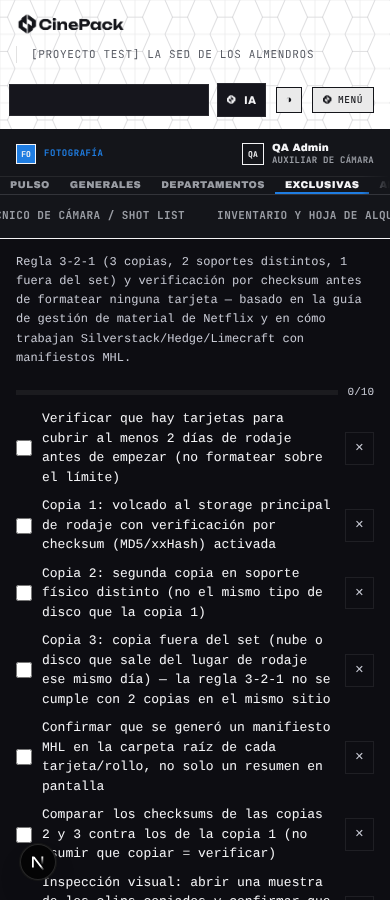 CinePack
[PROYECTO TEST] LA SED DE LOS ALMENDROS
IA
MENÚ
FO FOTOGRAFÍA
QA QA Admin
AUXILIAR DE CÁMARA
PULSO GENERALES DEPARTAMENTOS EXCLUSIVAS
CNICO DE CÁMARA / SHOT LIST INVENTARIO Y HOJA DE ALQU
Regla 3-2-1 (3 copias, 2 soportes distintos, 1
fuera del set) y verificación por checksum antes
de formatear ninguna tarjeta — basado en la guía
de gestión de material de Netflix y en cómo
trabajan Silverstack/Hedge/Limecraft con
manifiestos MHL.
0/10
Verificar que hay tarjetas para
cubrir al menos 2 días de rodaje
antes de empezar (no formatear sobre
el límite)
×
Copia 1: volcado al storage principal
de rodaje con verificación por
checksum (MD5/xxHash) activada
×
Copia 2: segunda copia en soporte
físico distinto (no el mismo tipo de
disco que la copia 1)
×
Copia 3: copia fuera del set (nube o
disco que sale del lugar de rodaje
ese mismo día) — la regla 3-2-1 no se
cumple con 2 copias en el mismo sitio
×
Confirmar que se generó un manifiesto
MHL en la carpeta raíz de cada
tarjeta/rollo, no solo un resumen en
pantalla
×
Comparar los checksums de las copias
2 y 3 contra los de la copia 1 (no
sumir que copiar = verificar)
×
N
Inspección visual: abrir una muestra
de los clips copiados y confirmar que